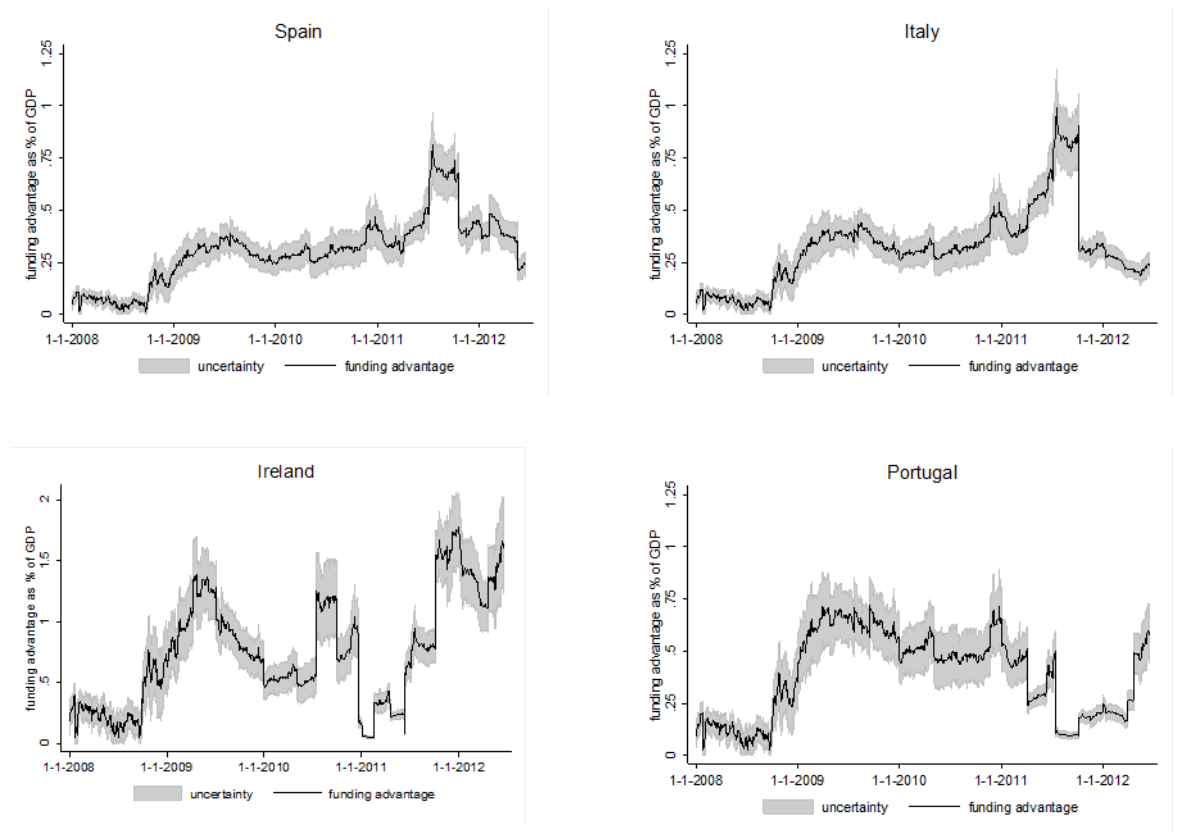 Spain
funding advantage as % of GDP
1.25
1
.75
.5
.25
0
1-1-2008 1-1-2009 1-1-2010 1-1-2011 1-1-2012
uncertainty funding advantage
Italy
funding advantage as % of GDP
1.25
1
.75
.5
.25
0
1-1-2008 1-1-2009 1-1-2010 1-1-2011 1-1-2012
uncertainty funding advantage
Ireland
funding advantage as % of GDP
2
1.5
1
.5
0
1-1-2008 1-1-2009 1-1-2010 1-1-2011 1-1-2012
uncertainty funding advantage
Portugal
funding advantage as % of GDP
1.25
1
.75
.5
.25
0
1-1-2008 1-1-2009 1-1-2010 1-1-2011 1-1-2012
uncertainty funding advantage